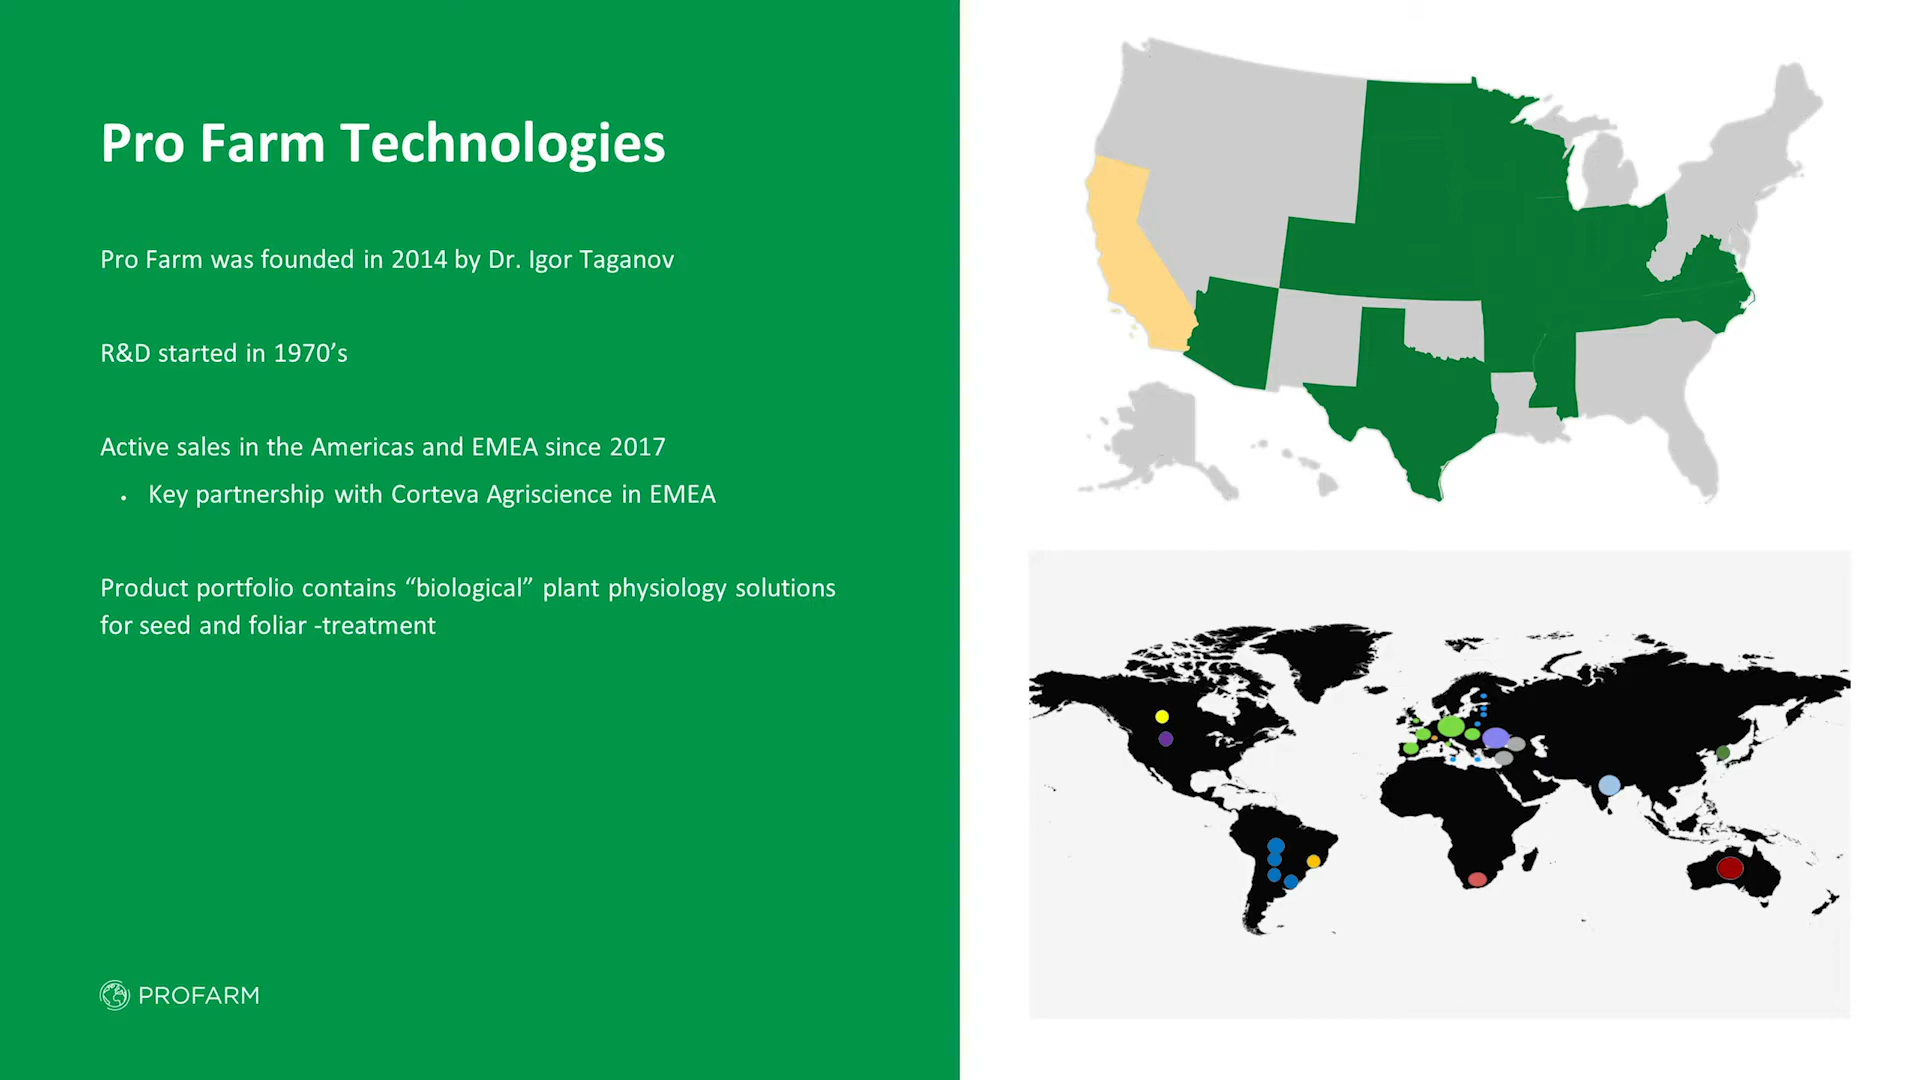 Pro Farm Technologies
Pro Farm was founded in 2014 by Dr. Igor Taganov
R&D started in 1970’s
Active sales in the Americas and EMEA since 2017
• Key partnership with Corteva Agriscience in EMEA
Product portfolio contains “biological” plant physiology solutions
for seed and foliar -treatment
PROFARM